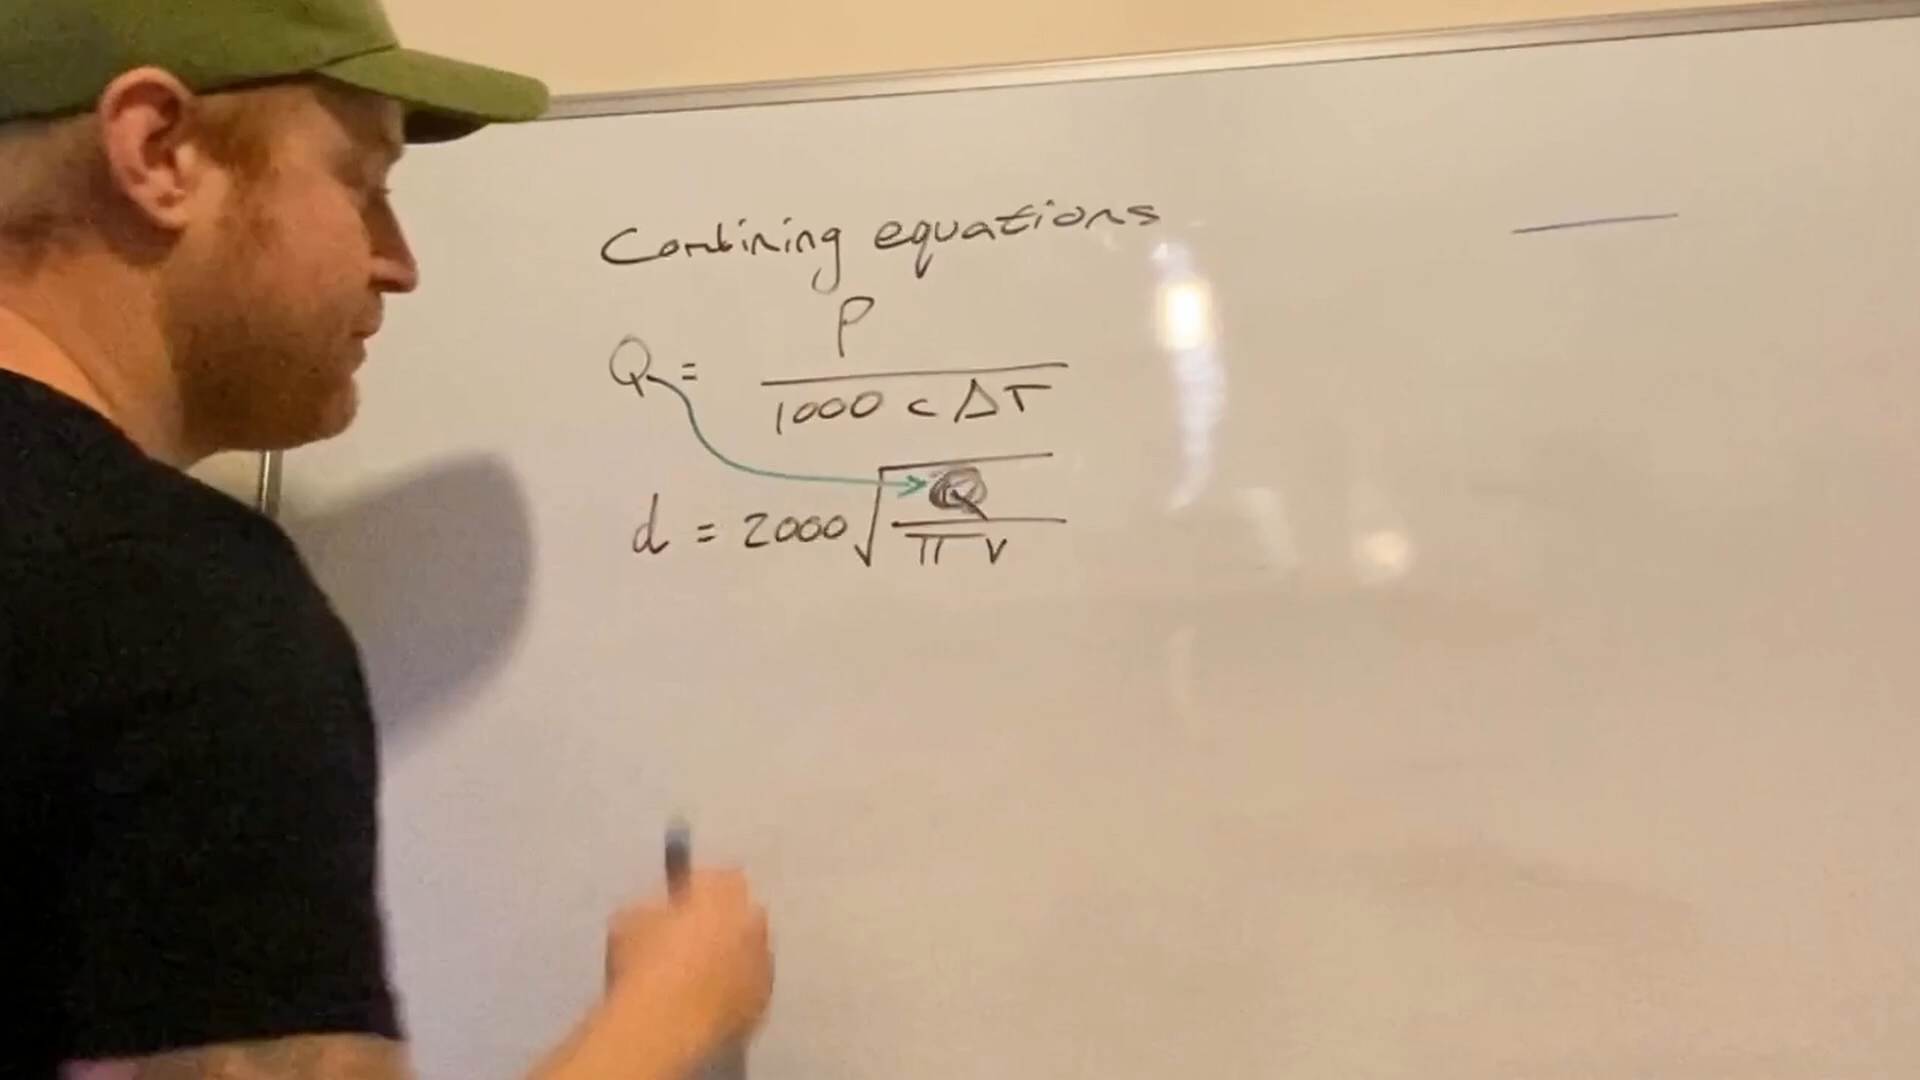 Combining equations
Q = P / 1000 c ΔT
d = 2000 √(Q / π v)